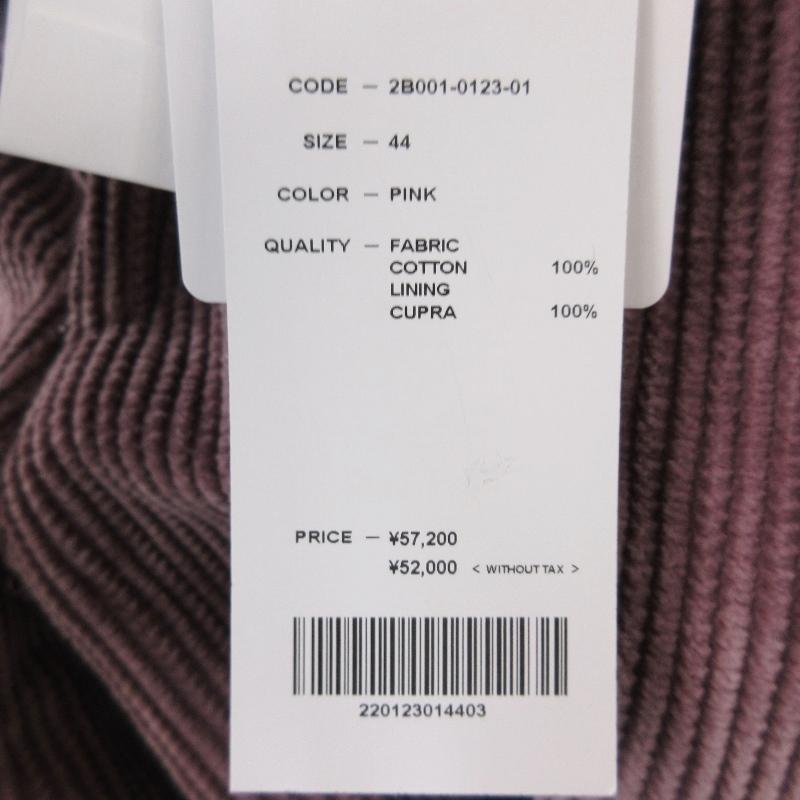 CODE — 2B001-0123-01
SIZE — 44
COLOR — PINK
QUALITY — FABRIC
COTTON 100%
LINING
CUPRA 100%
PRICE — ¥57,200
¥52,000 < WITHOUT TAX >
220123014403